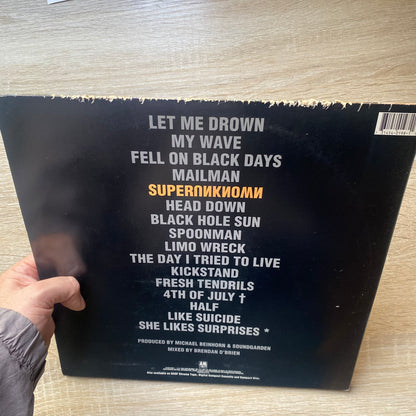 LET ME DROWN
MY WAVE
FELL ON BLACK DAYS
MAILMAN
SUPERUNKNOWN
HEAD DOWN
BLACK HOLE SUN
SPOONMAN
LIMO WRECK
THE DAY I TRIED TO LIVE
KICKSTAND
FRESH TENDRILS
4TH OF JULY †
HALF
LIKE SUICIDE
SHE LIKES SURPRISES *
PRODUCED BY MICHAEL BEINHORN & SOUNDGARDEN
MIXED BY BRENDAN O'BRIEN